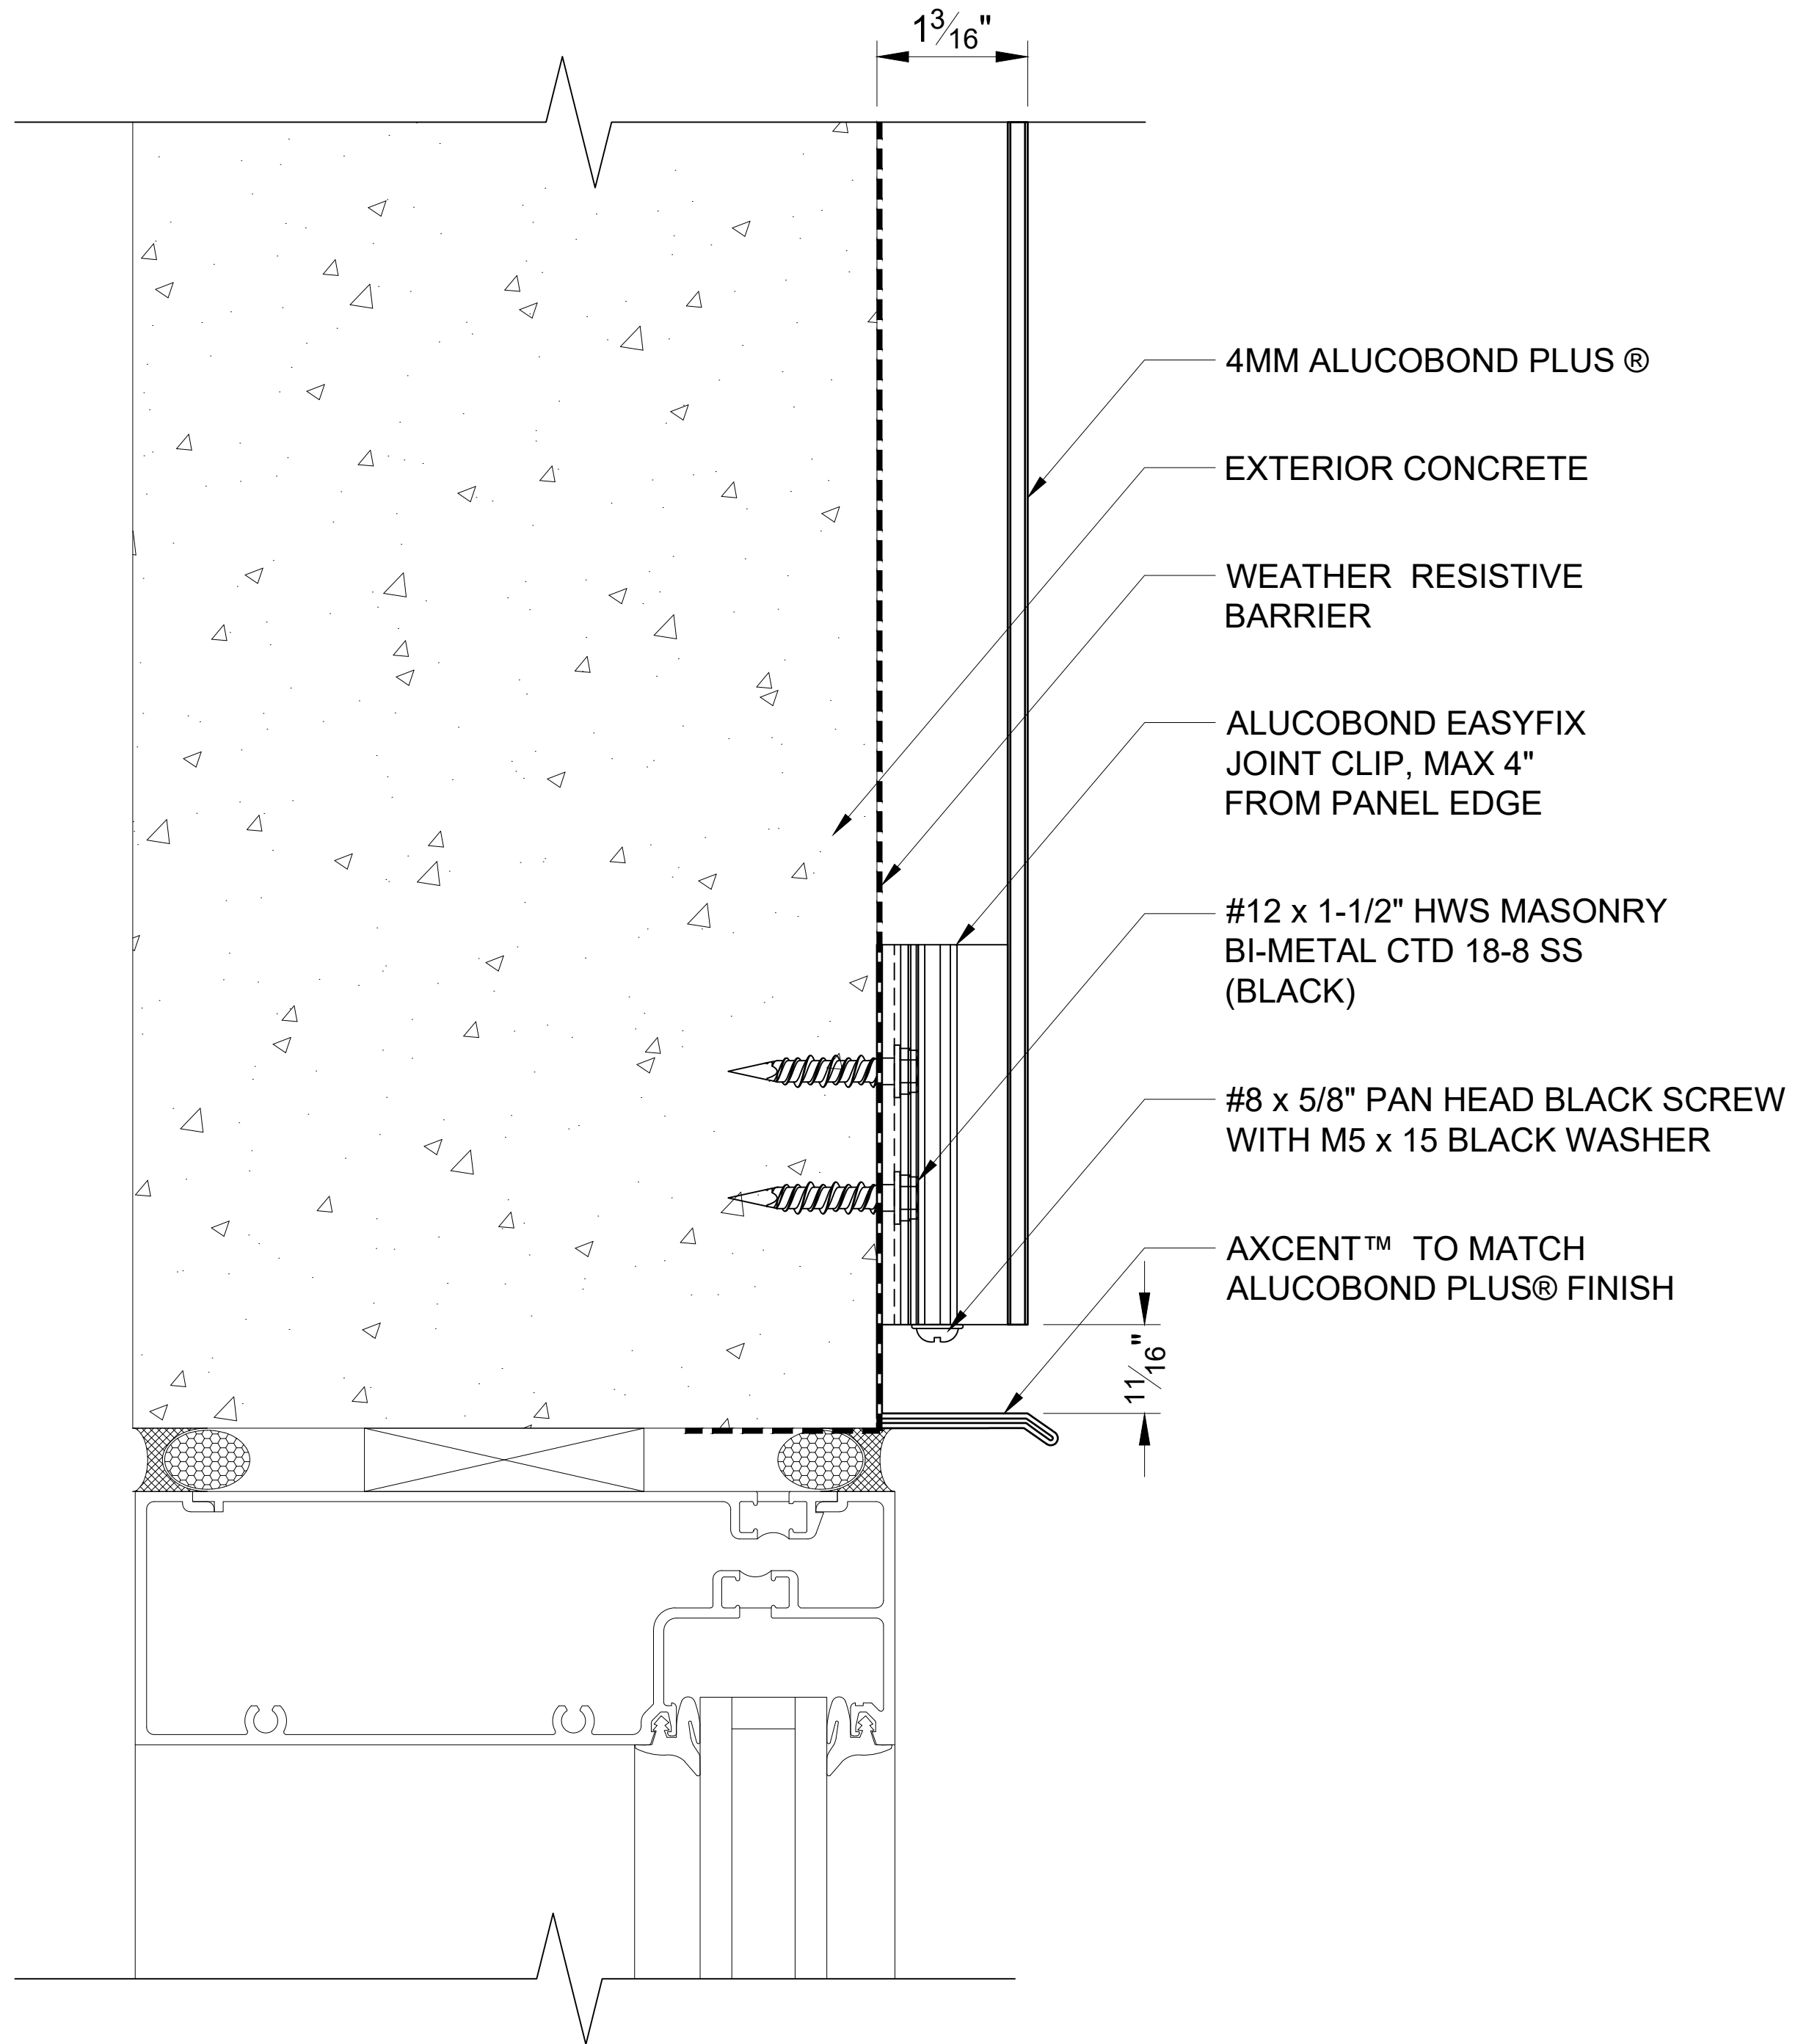 1 3/16"
4MM ALUCOBOND PLUS ®
EXTERIOR CONCRETE
WEATHER RESISTIVE
BARRIER
ALUCOBOND EASYFIX
JOINT CLIP, MAX 4"
FROM PANEL EDGE
#12 x 1-1/2" HWS MASONRY
BI-METAL CTD 18-8 SS
(BLACK)
#8 x 5/8" PAN HEAD BLACK SCREW
WITH M5 x 15 BLACK WASHER
AXCENT™ TO MATCH
ALUCOBOND PLUS® FINISH
11/16"